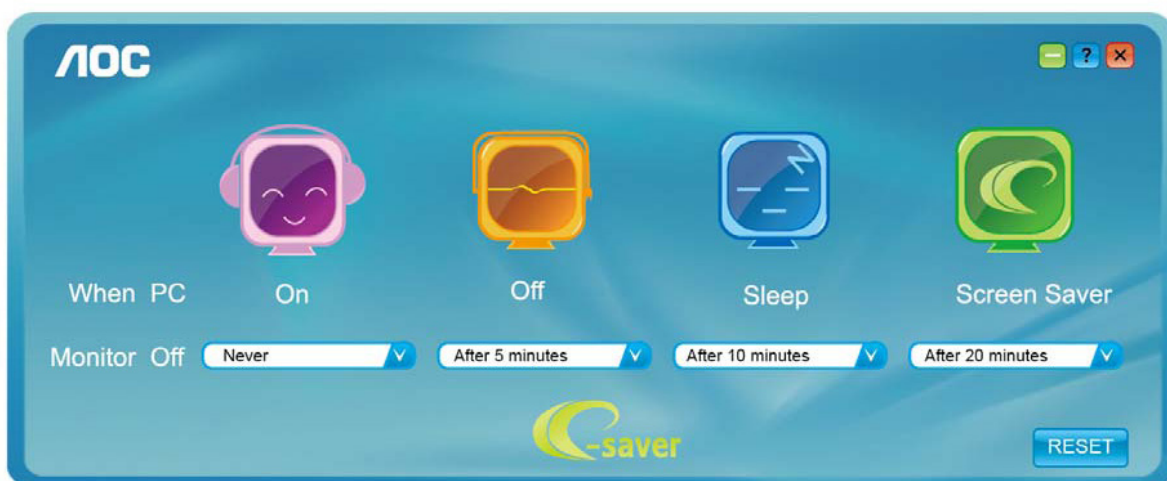 AOC
?
When PC On Off Sleep Screen Saver
Monitor Off Never After 5 minutes After 10 minutes After 20 minutes
e-saver
RESET